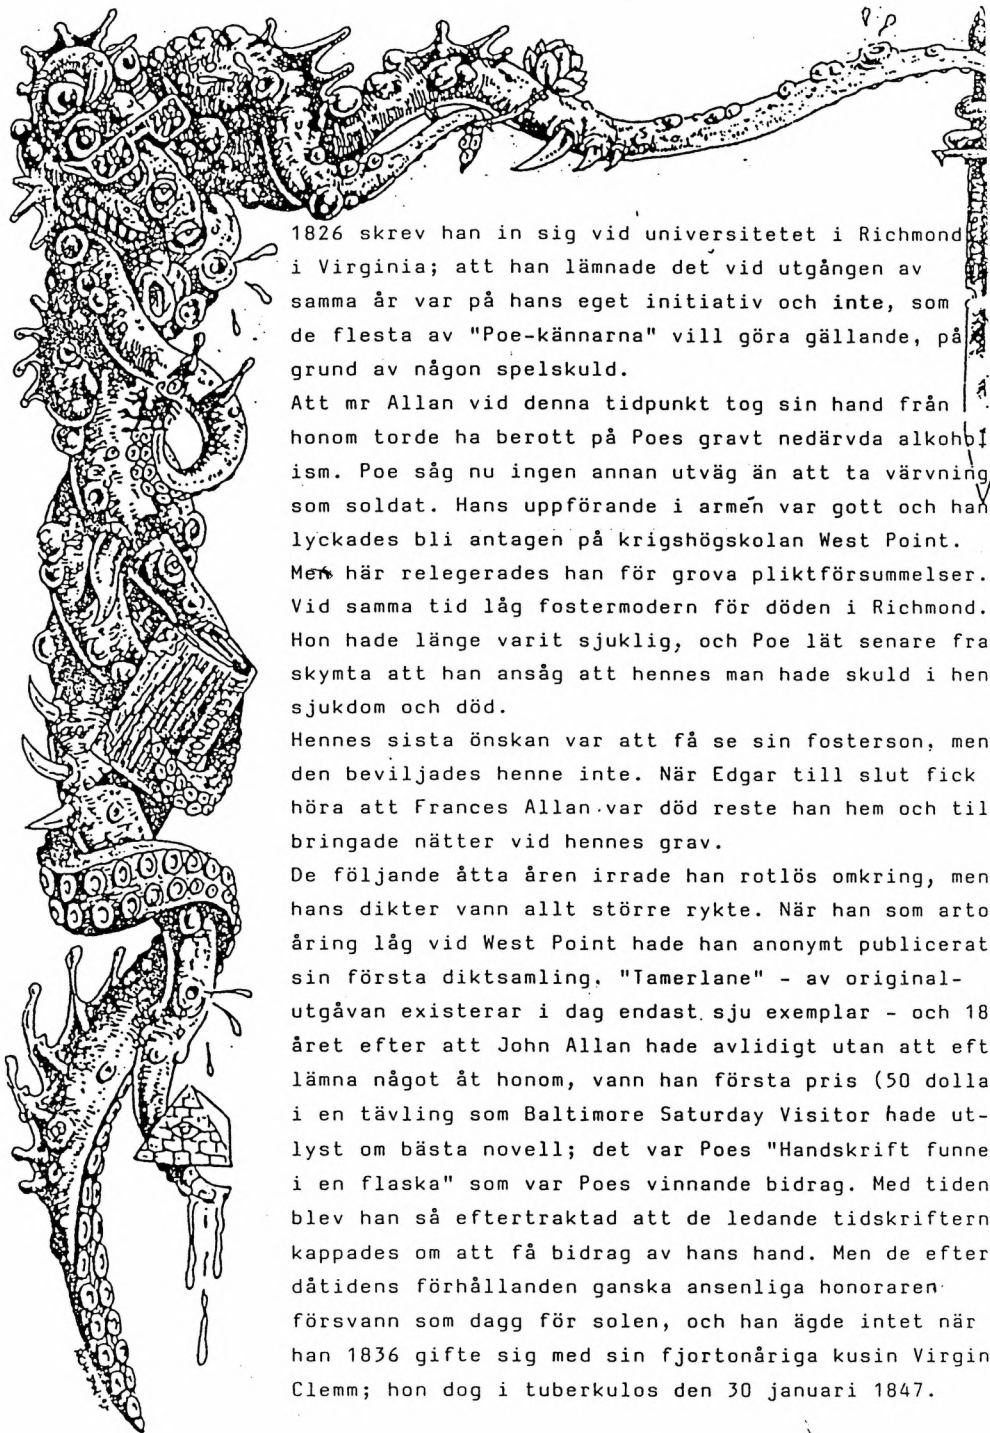 1826 skrev han in sig vid universitetet i Richmond
i Virginia; att han lämnade det vid utgången av
samma år var på hans eget initiativ och inte, som
de flesta av "Poe-kännarna" vill göra gällande, på
grund av någon spelskuld.
Att mr Allan vid denna tidpunkt tog sin hand från
honom torde ha berott på Poes gravt nedärvda alkohol
ism. Poe såg nu ingen annan utväg än att ta värvning
som soldat. Hans uppförande i armén var gott och han
lyckades bli antagen på krigshögskolan West Point.
Men här relegerades han för grova pliktförsummelser.
Vid samma tid låg fostermodern för döden i Richmond.
Hon hade länge varit sjuklig, och Poe lät senare fra
skymta att han ansåg att hennes man hade skuld i hen
sjukdom och död.
Hennes sista önskan var att få se sin fosterson, men
den beviljades henne inte. När Edgar till slut fick
höra att Frances Allan var död reste han hem och til
bringade nätter vid hennes grav.
De följande åtta åren irrade han rotlös omkring, men
hans dikter vann allt större rykte. När han som arto
åring låg vid West Point hade han anonymt publicerat
sin första diktsamling, "Tamerlane" - av original-
utgåvan existerar i dag endast sju exemplar - och 18
året efter att John Allan hade avlidigt utan att eft
lämna något åt honom, vann han första pris (50 dolla
i en tävling som Baltimore Saturday Visitor hade ut-
lyst om bästa novell; det var Poes "Handskrift funne
i en flaska" som var Poes vinnande bidrag. Med tiden
blev han så eftertraktad att de ledande tidskriftern
kappades om att få bidrag av hans hand. Men de efter
dåtidens förhållanden ganska ansenliga honoraren
försvann som dagg för solen, och han ägde intet när
han 1836 gifte sig med sin fjortonåriga kusin Virgin
Clemm; hon dog i tuberkulos den 30 januari 1847.